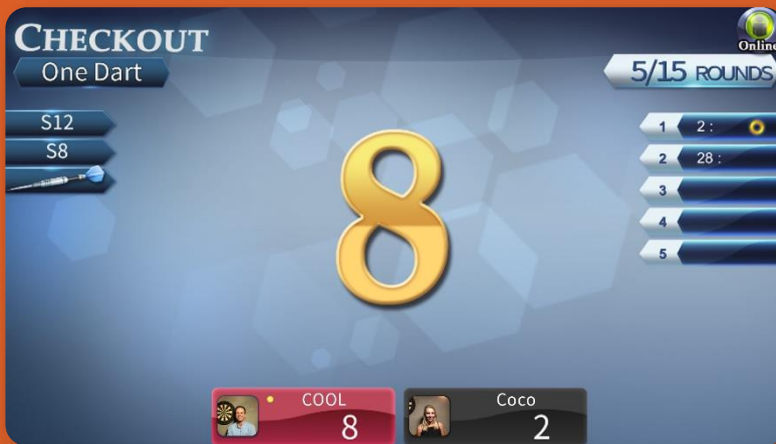 CHECKOUT
One Dart
Online
5/15 ROUNDS
S12
S8
1 2 :
2 28 :
3
4
5
8
COOL
8
Coco
2